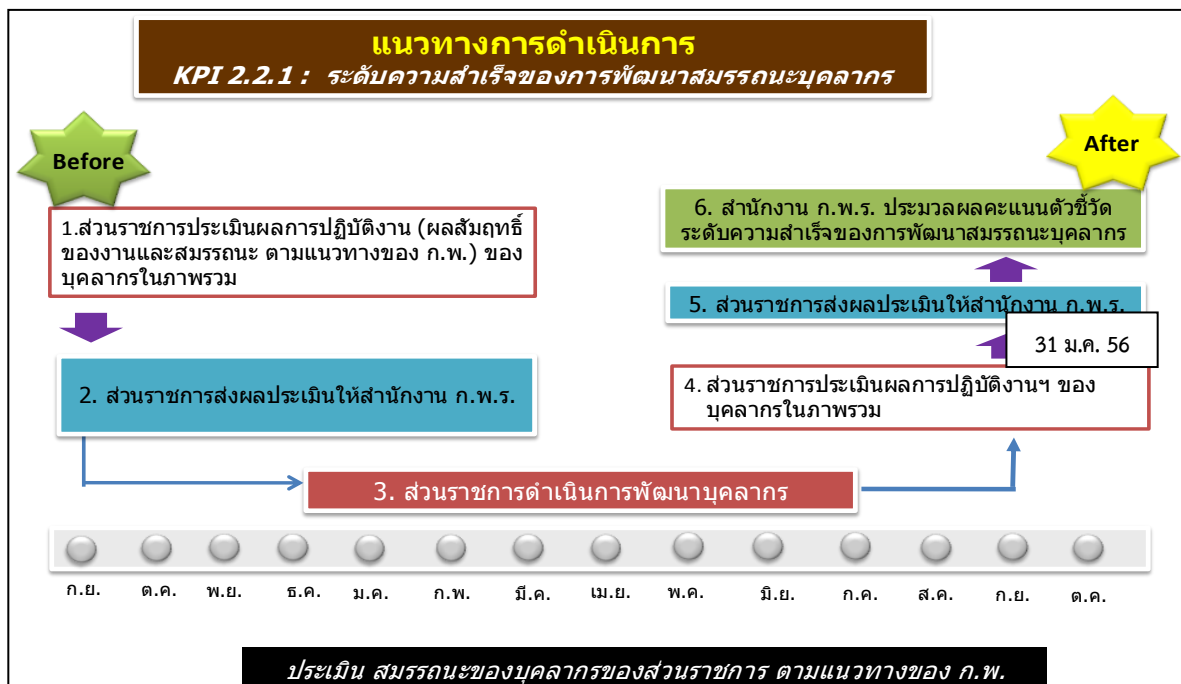 แนวทางการดำเนินการ
KPI 2.2.1 : ระดับความสำเร็จของการพัฒนาสมรรถนะบุคลากร
Before
After
1.ส่วนราชการประเมินผลการปฏิบัติงาน (ผลสัมฤทธิ์
ของงานและสมรรถนะ ตามแนวทางของ ก.พ.) ของ
บุคลากรในภาพรวม
2. ส่วนราชการส่งผลประเมินให้สำนักงาน ก.พ.ร.
3. ส่วนราชการดำเนินการพัฒนาบุคลากร
4. ส่วนราชการประเมินผลการปฏิบัติงานฯ ของ
บุคลากรในภาพรวม
31 ม.ค. 56
5. ส่วนราชการส่งผลประเมินให้สำนักงาน ก.พ.ร.
6. สำนักงาน ก.พ.ร. ประมวลผลคะแนนตัวชี้วัด
ระดับความสำเร็จของการพัฒนาสมรรถนะบุคลากร
ก.ย. ต.ค. พ.ย. ธ.ค. ม.ค. ก.พ. มี.ค. เม.ย. พ.ค. มิ.ย. ก.ค. ส.ค. ก.ย. ต.ค.
ประเมิน สมรรถนะของบุคลากรของส่วนราชการ ตามแนวทางของ ก.พ.